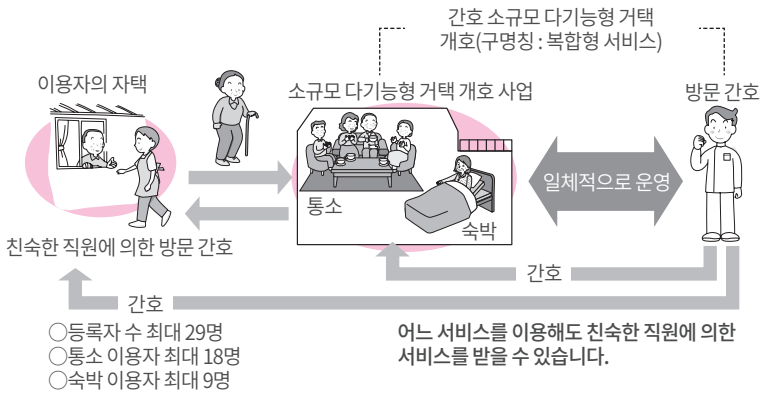 간호 소규모 다기능형 거택
개호(구명칭 : 복합형 서비스)
이용자의 자택
소규모 다기능형 거택 개호 사업
방문 간호
통소
숙박
일체적으로 운영
친숙한 직원에 의한 방문 간호
간호
간호
○등록자 수 최대 29명
○통소 이용자 최대 18명
○숙박 이용자 최대 9명
어느 서비스를 이용해도 친숙한 직원에 의한
서비스를 받을 수 있습니다.